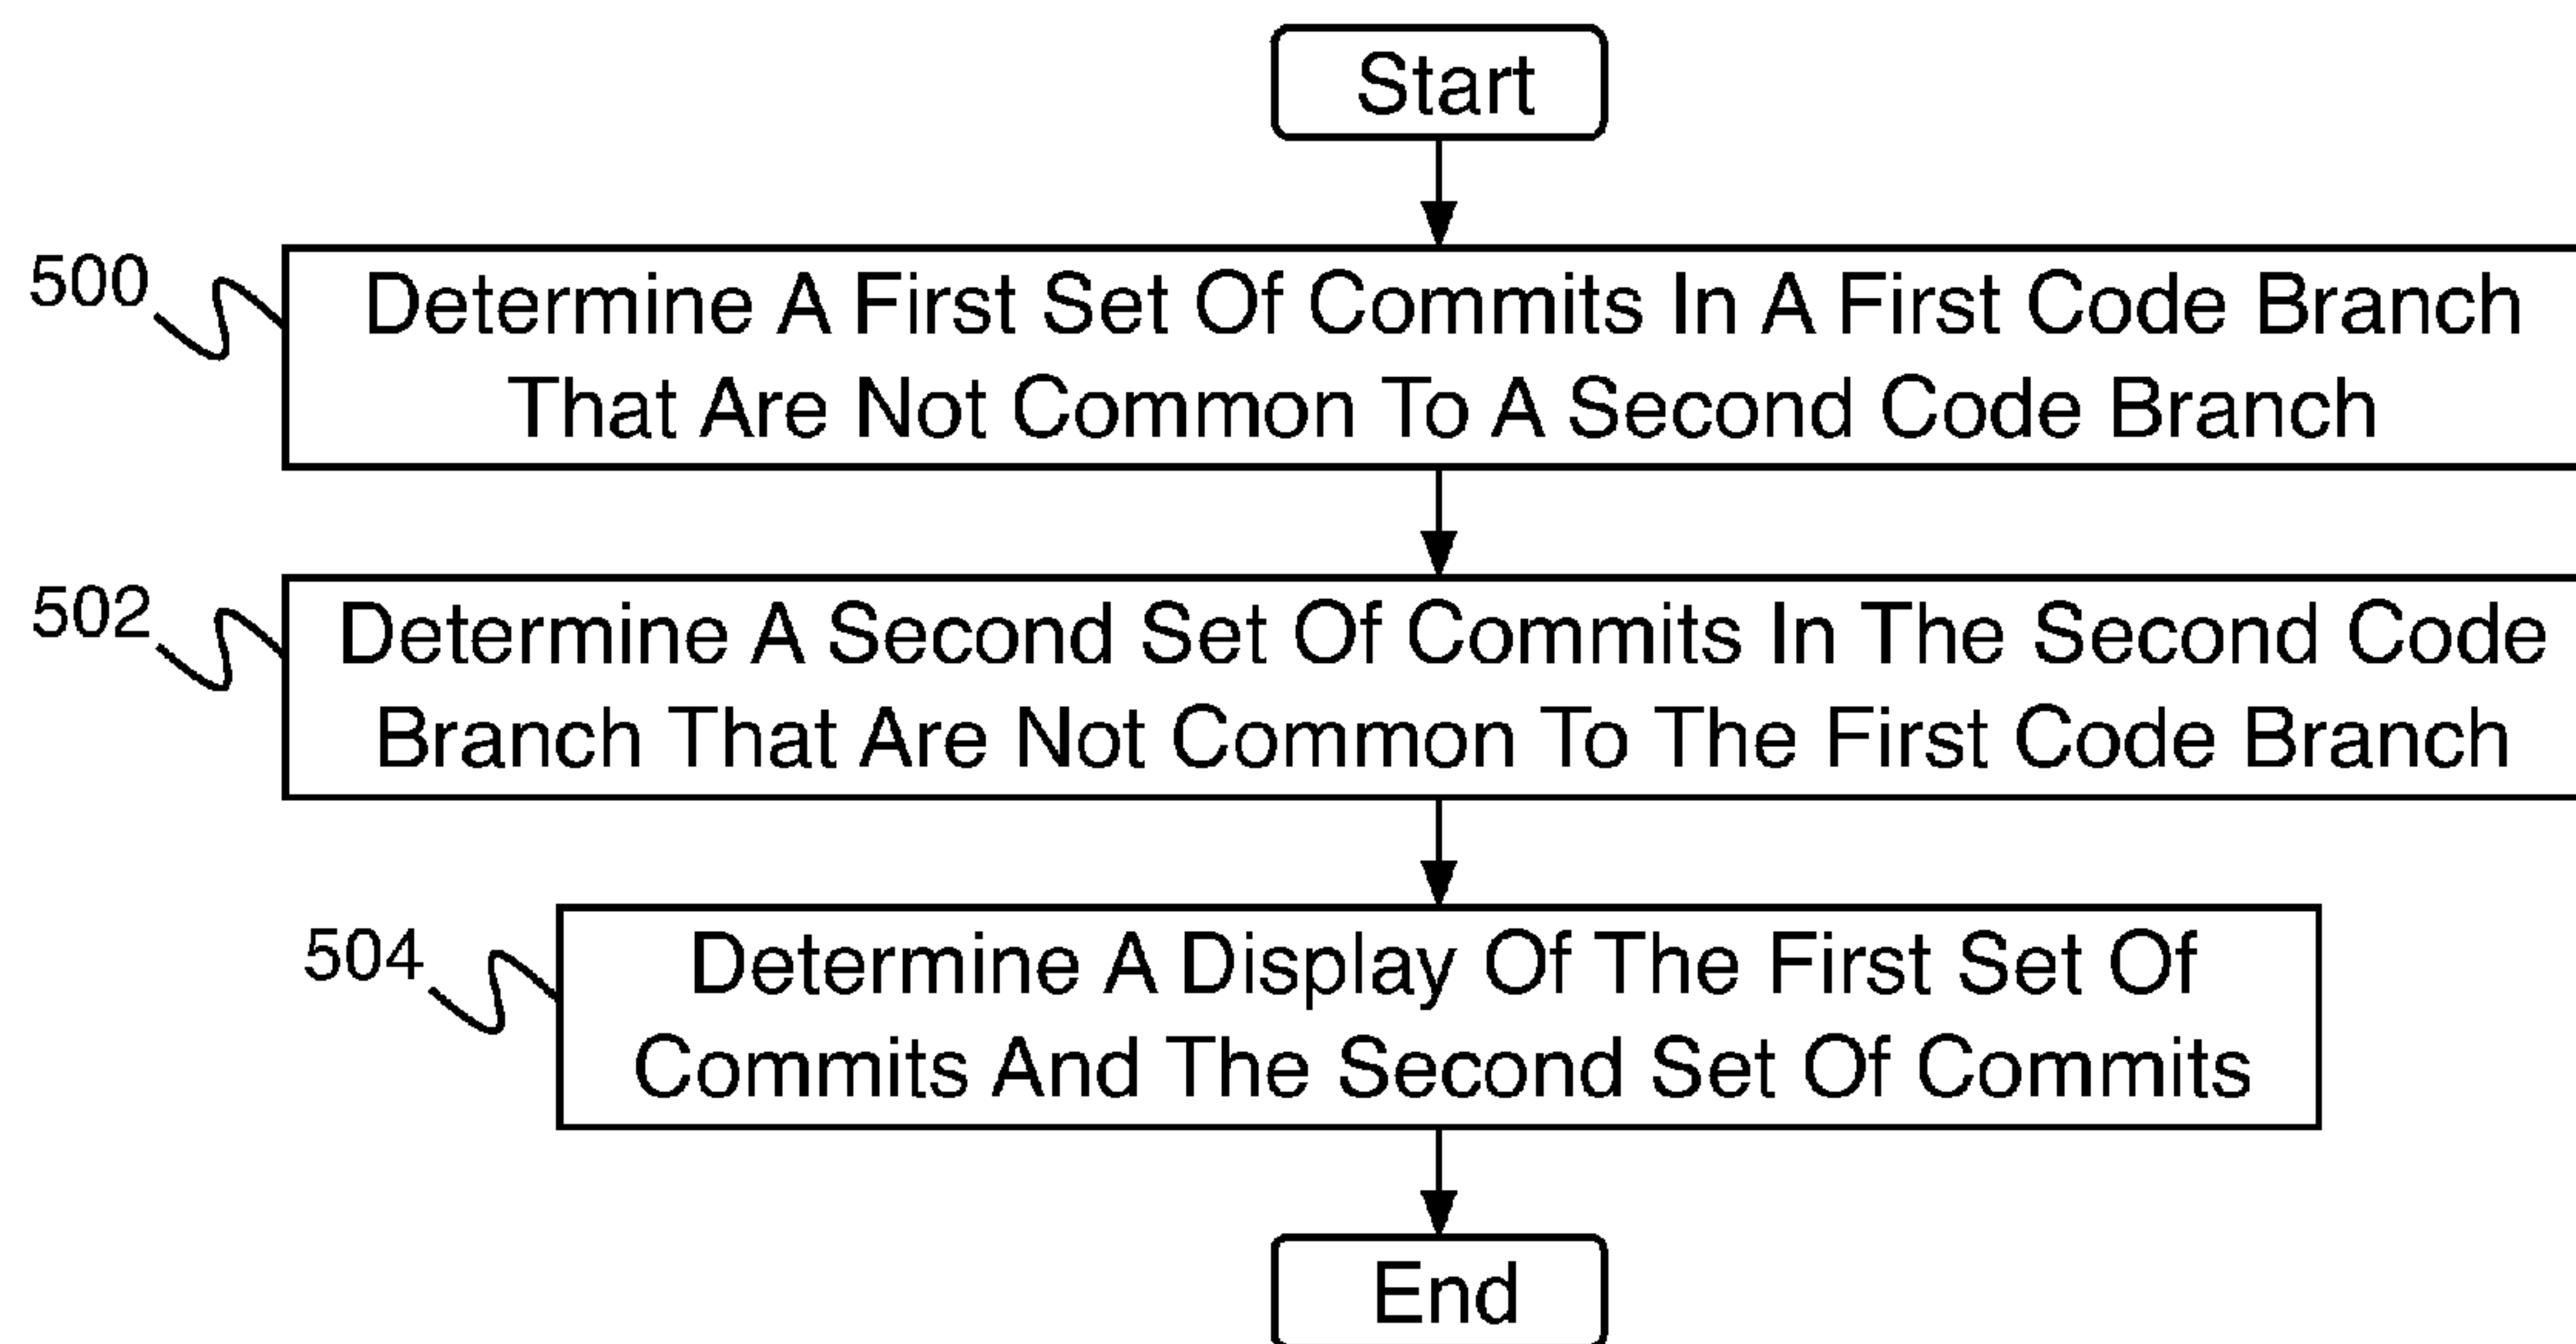 Start
500
Determine A First Set Of Commits In A First Code Branch
That Are Not Common To A Second Code Branch
502
Determine A Second Set Of Commits In The Second Code
Branch That Are Not Common To The First Code Branch
504
Determine A Display Of The First Set Of
Commits And The Second Set Of Commits
End